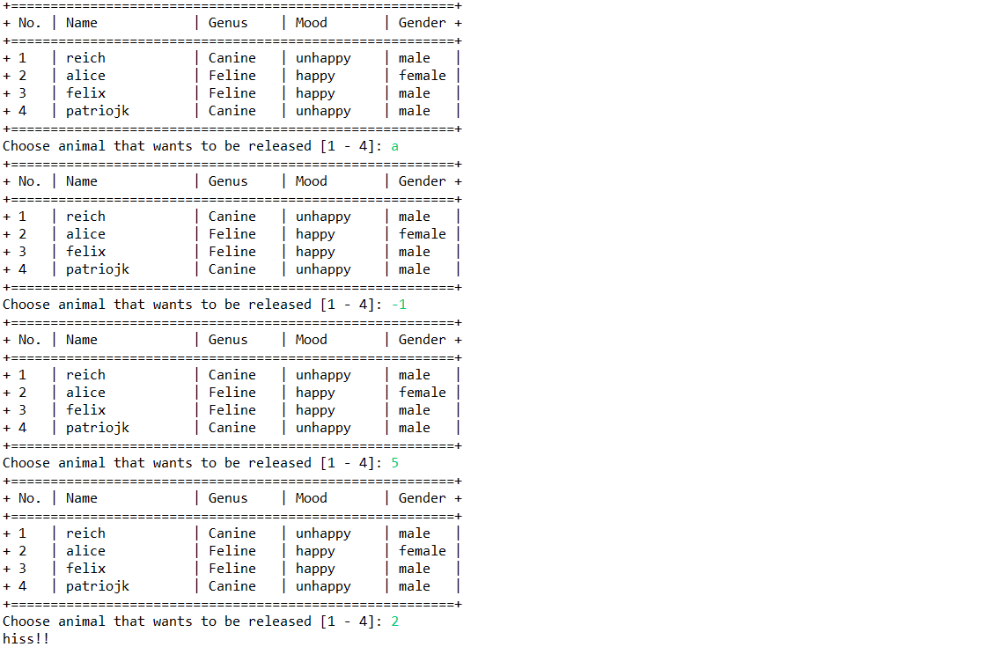 +========================================================+
+ No. | Name            | Genus    | Mood       | Gender +
+========================================================+
+ 1   | reich           | Canine   | unhappy    | male   |
+ 2   | alice           | Feline   | happy      | female |
+ 3   | felix           | Feline   | happy      | male   |
+ 4   | patriojk        | Canine   | unhappy    | male   |
+========================================================+
Choose animal that wants to be released [1 - 4]: a
+========================================================+
+ No. | Name            | Genus    | Mood       | Gender +
+========================================================+
+ 1   | reich           | Canine   | unhappy    | male   |
+ 2   | alice           | Feline   | happy      | female |
+ 3   | felix           | Feline   | happy      | male   |
+ 4   | patriojk        | Canine   | unhappy    | male   |
+========================================================+
Choose animal that wants to be released [1 - 4]: -1
+========================================================+
+ No. | Name            | Genus    | Mood       | Gender +
+========================================================+
+ 1   | reich           | Canine   | unhappy    | male   |
+ 2   | alice           | Feline   | happy      | female |
+ 3   | felix           | Feline   | happy      | male   |
+ 4   | patriojk        | Canine   | unhappy    | male   |
+========================================================+
Choose animal that wants to be released [1 - 4]: 5
+========================================================+
+ No. | Name            | Genus    | Mood       | Gender +
+========================================================+
+ 1   | reich           | Canine   | unhappy    | male   |
+ 2   | alice           | Feline   | happy      | female |
+ 3   | felix           | Feline   | happy      | male   |
+ 4   | patriojk        | Canine   | unhappy    | male   |
+========================================================+
Choose animal that wants to be released [1 - 4]: 2
hiss!!